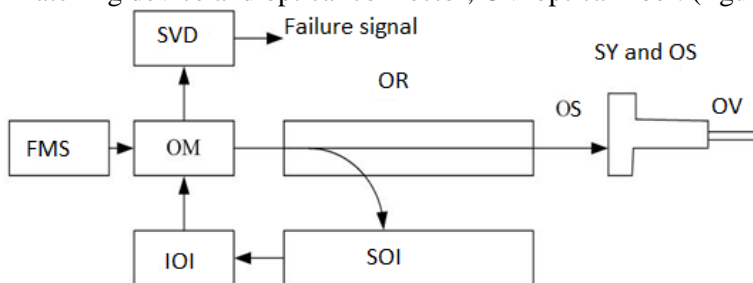 SVD
Failure signal
SY and OS
OR
OS
OV
FMS
OM
IOI
SOI